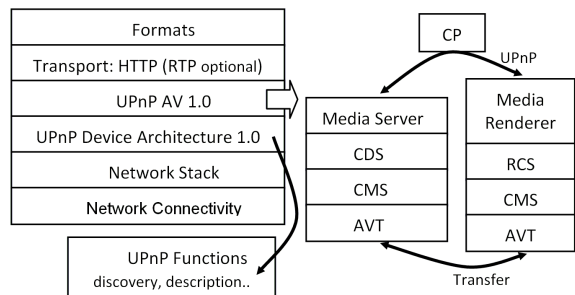 Formats
Transport: HTTP (RTP optional)
UPnP AV 1.0
UPnP Device Architecture 1.0
Network Stack
Network Connectivity
UPnP Functions
discovery, description..
CP
UPnP
Media Server
CDS
CMS
AVT
Media
Renderer
RCS
CMS
AVT
Transfer